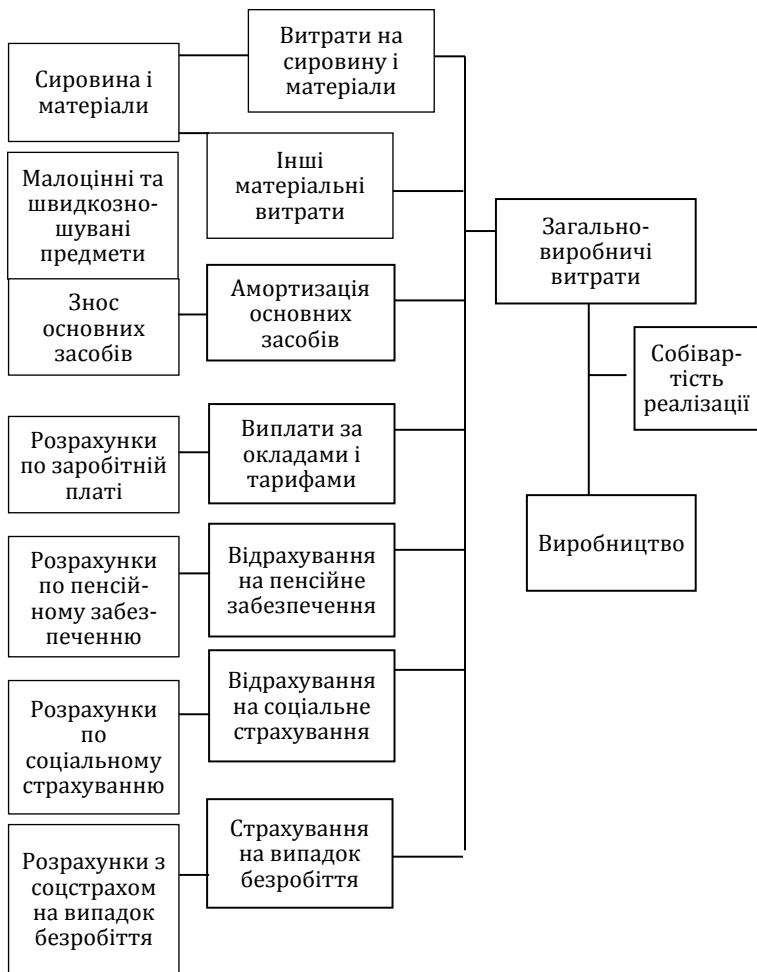 Витрати на
сировину і
матеріали
Сировина і
матеріали
Інші
матеріальні
витрати
Малоцінні та
швидкозно-
шувані
предмети
Загально-
виробничі
витрати
Знос
основних
засобів
Амортизація
основних
засобів
Собівар-
тість
реалізації
Розрахунки
по заробітній
платі
Виплати за
окладами і
тарифами
Виробництво
Розрахунки
по пенсій-
ному забез-
печенню
Відрахування
на пенсійне
забезпечення
Розрахунки
по
соціальному
страхуванню
Відрахування
на соціальне
страхування
Розрахунки з
соцстрахом
на випадок
безробіття
Страхування
на випадок
безробіття